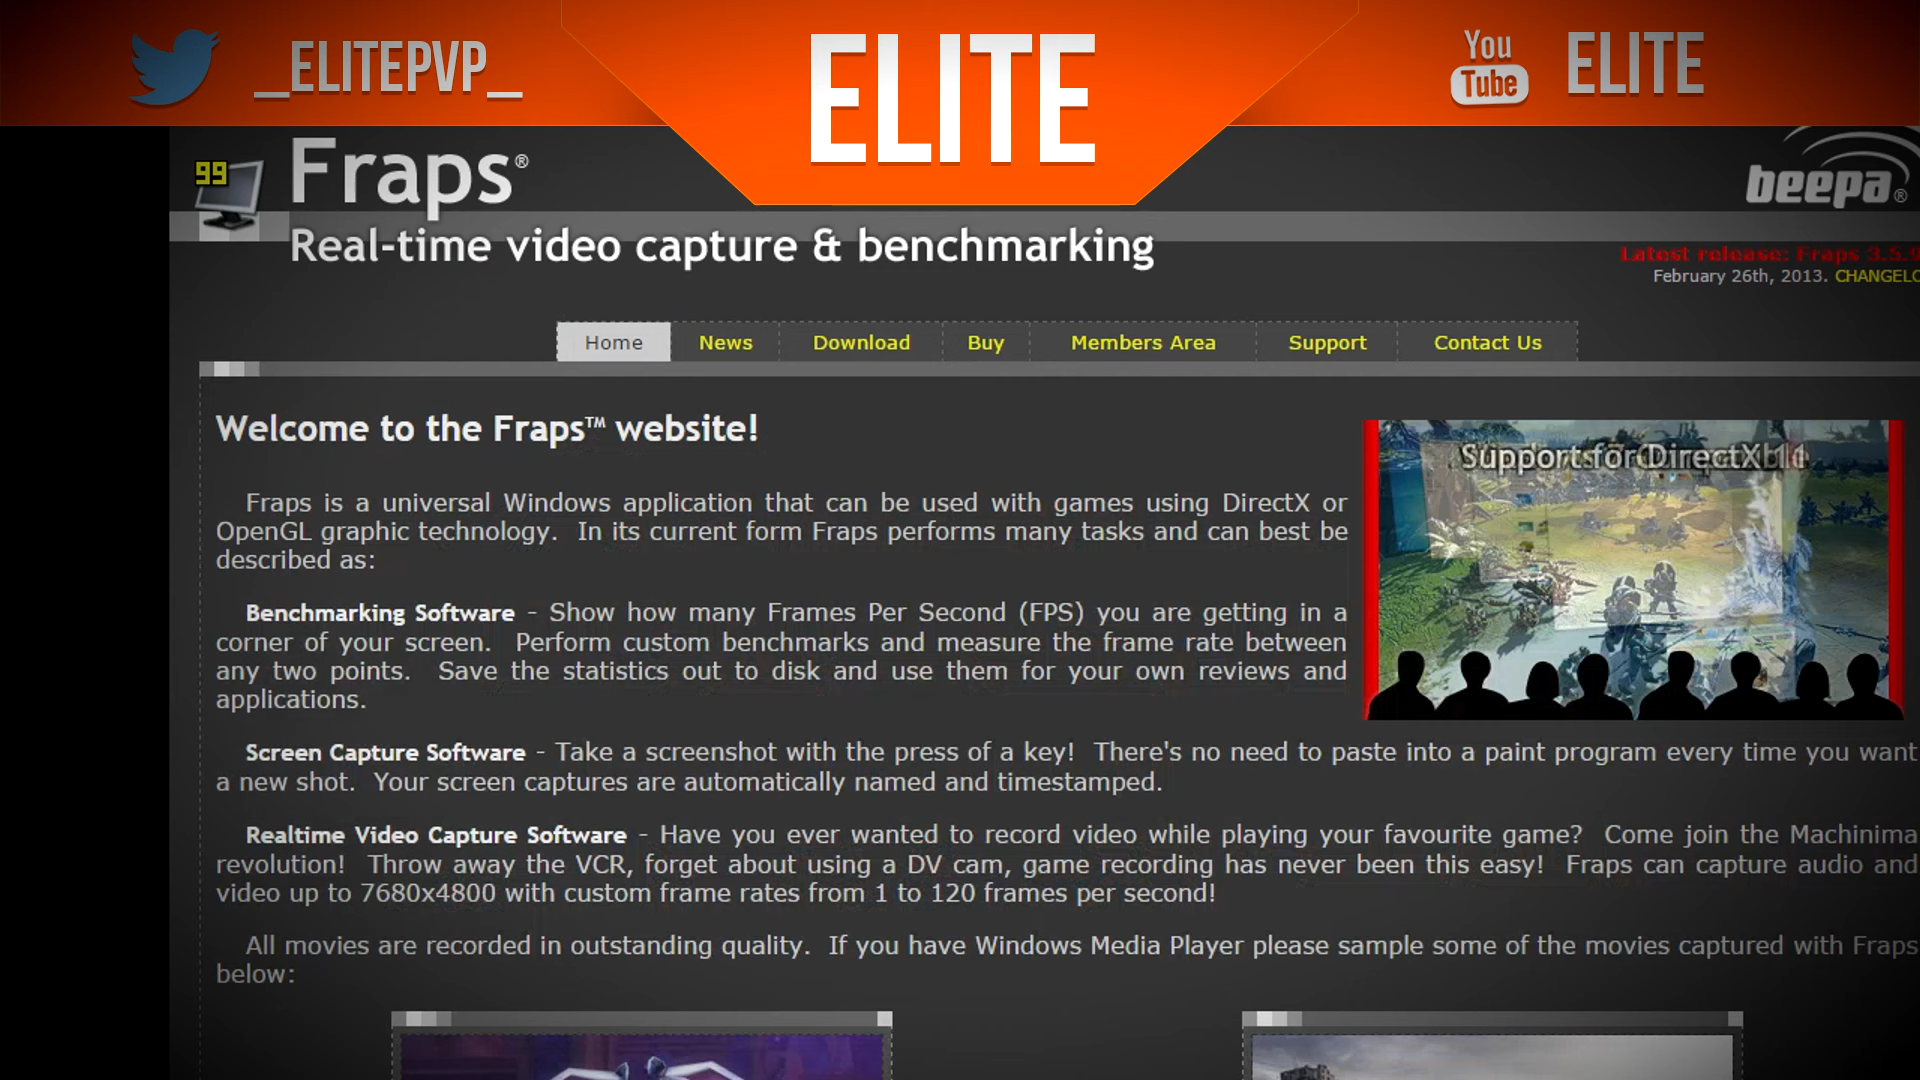 _ELITEPVP_
ELITE
You
Tube
ELITE
99
Fraps®
beepa®
Real-time video capture & benchmarking
Latest release: Fraps 3.5.9
February 26th, 2013. CHANGELO
Home
News
Download
Buy
Members Area
Support
Contact Us
Welcome to the Fraps™ website!
Fraps is a universal Windows application that can be used with games using DirectX or
OpenGL graphic technology. In its current form Fraps performs many tasks and can best be
described as:
Support for DirectX
Benchmarking Software - Show how many Frames Per Second (FPS) you are getting in a
corner of your screen. Perform custom benchmarks and measure the frame rate between
any two points. Save the statistics out to disk and use them for your own reviews and
applications.
Screen Capture Software - Take a screenshot with the press of a key! There's no need to paste into a paint program every time you want
a new shot. Your screen captures are automatically named and timestamped.
Realtime Video Capture Software - Have you ever wanted to record video while playing your favourite game? Come join the Machinima
revolution! Throw away the VCR, forget about using a DV cam, game recording has never been this easy! Fraps can capture audio and
video up to 7680x4800 with custom frame rates from 1 to 120 frames per second!
All movies are recorded in outstanding quality. If you have Windows Media Player please sample some of the movies captured with Fraps
below: